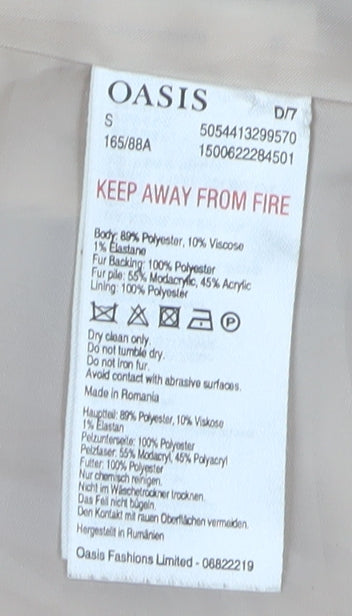 OASIS
D/7
S
5054413299570
165/88A
1500622284501
KEEP AWAY FROM FIRE
Body: 89% Polyester, 10% Viscose
1% Elastane
Fur Backing: 100% Polyester
Fur pile: 55% Modacrylic, 45% Acrylic
Lining: 100% Polyester
P
Dry clean only.
Do not tumble dry.
Do not iron fur.
Avoid contact with abrasive surfaces.
Made in Romania
Hauptteil: 89% Polyester, 10% Viskose
1% Elastan
Pelzunterseite: 100% Polyester
Pelzfaser: 55% Modacryl, 45% Polyacryl
Futter: 100% Polyester
Nur chemisch reinigen.
Nicht im Wäschetrockner trocknen.
Das Fell nicht bügeln.
Den Kontakt mit rauen Oberflächen vermeiden.
Hergestellt in Rumänien
Oasis Fashions Limited - 06822219